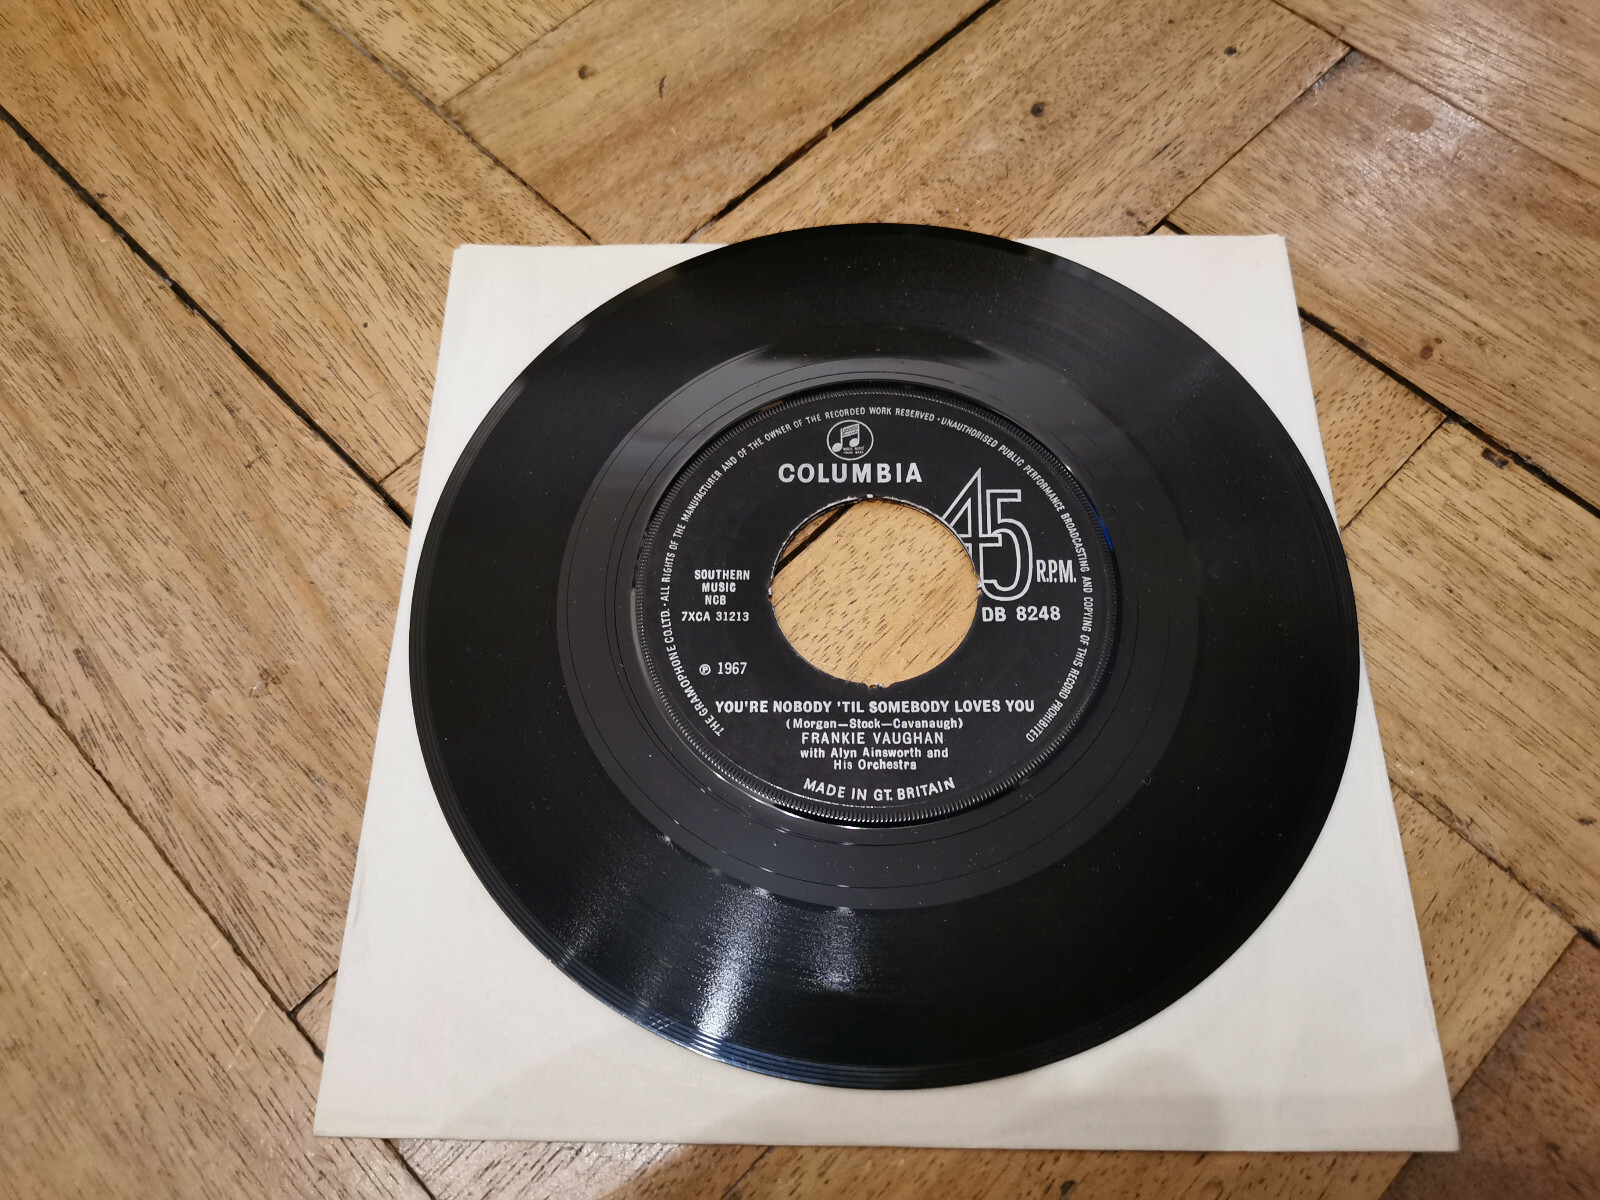 THE GRAMOPHONE CO.LTD. · ALL RIGHTS OF THE MANUFACTURER AND OF THE OWNER OF THE RECORDED WORK RESERVED · UNAUTHORISED PUBLIC PERFORMANCE BROADCASTING AND COPYING OF THIS RECORD PROHIBITED
COLUMBIA
45
R.P.M.
SOUTHERN
MUSIC
NCB
7XCA 31213
DB 8248
℗ 1967
YOU'RE NOBODY 'TIL SOMEBODY LOVES YOU
(Morgan—Stock—Cavanaugh)
FRANKIE VAUGHAN
with Alyn Ainsworth and
His Orchestra
MADE IN GT. BRITAIN